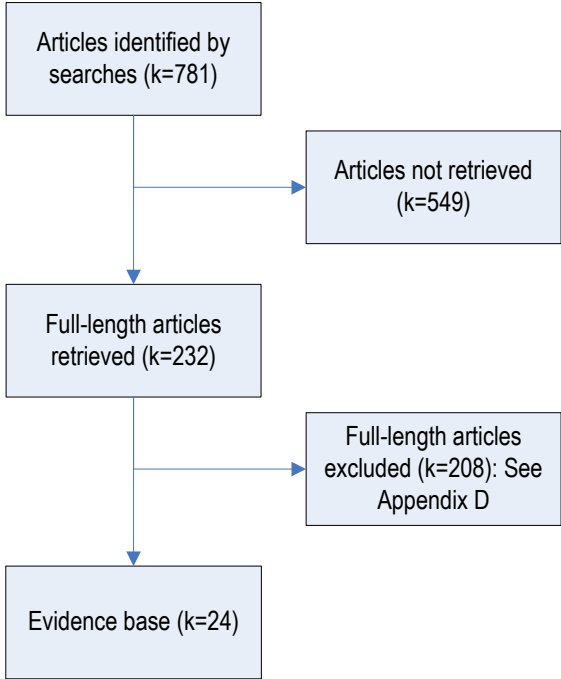 Articles identified by
searches (k=781)
Articles not retrieved
(k=549)
Full-length articles
retrieved (k=232)
Full-length articles
excluded (k=208): See
Appendix D
Evidence base (k=24)